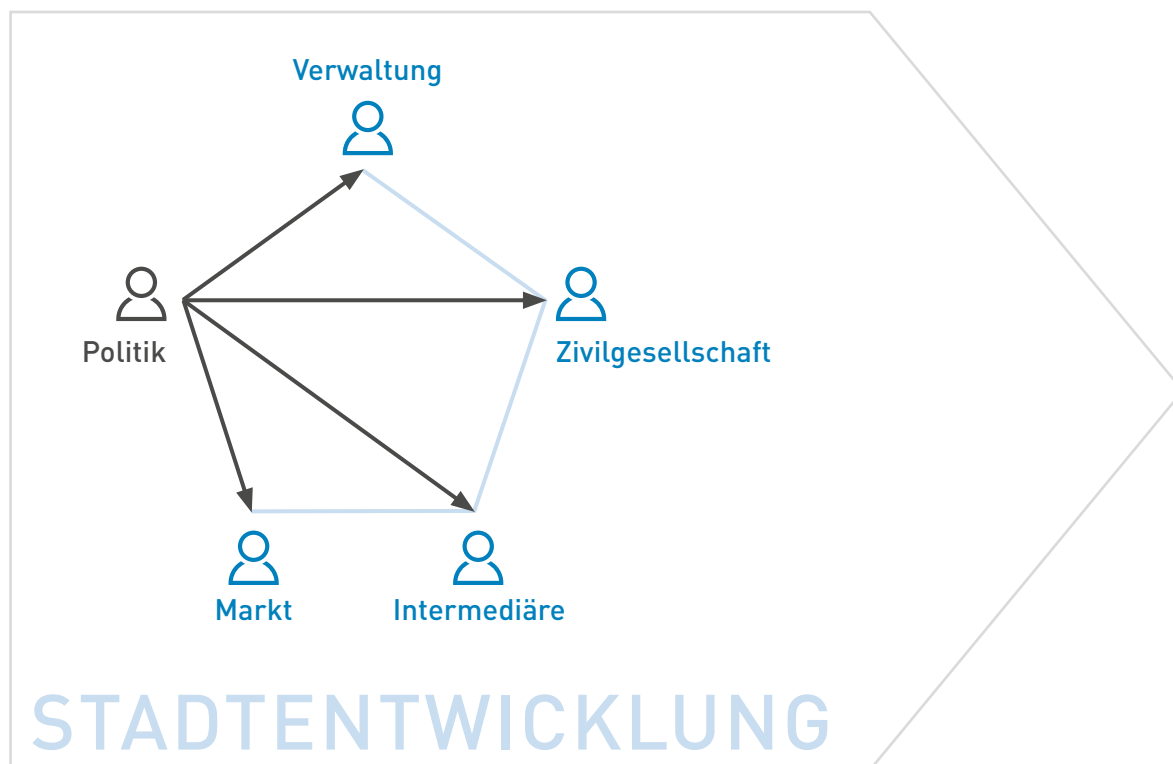 Verwaltung
Politik
Zivilgesellschaft
Markt
Intermediäre
STADTENTWICKLUNG